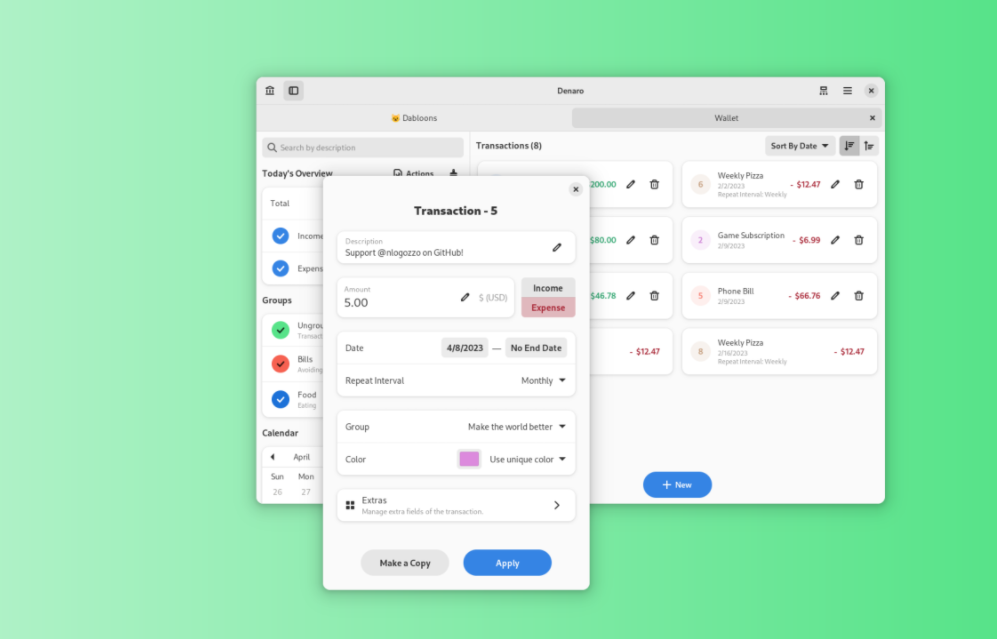 Denaro
Dabloons
Wallet
Search by description
Transactions (8)
Sort By Date
Today's Overview
Actions
Total
Income
Expens
Groups
Ungrou
Transact
Bills
Avoiding
Food
Eating
Calendar
April
Sun Mon
26 27
200.00
$80.00
$46.78
- $12.47
6
Weekly Pizza
2/2/2023
Repeat Interval: Weekly
- $12.47
2
Game Subscription
2/9/2023
- $6.99
5
Phone Bill
2/9/2023
- $66.76
8
Weekly Pizza
2/16/2023
Repeat Interval: Weekly
- $12.47
New
Transaction - 5
Description
Support @nlogozzo on GitHub!
Amount
5.00
$ (USD)
Income
Expense
Date
4/8/2023 — No End Date
Repeat Interval
Monthly
Group
Make the world better
Color
Use unique color
Extras
Manage extra fields of the transaction.
Make a Copy
Apply